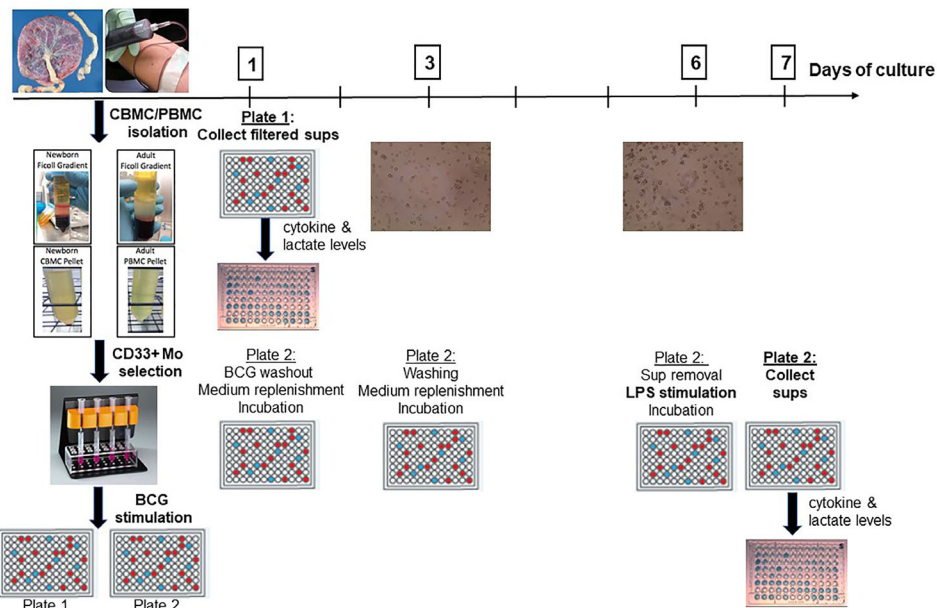 1
3
6
7
Days of culture
CBMC/PBMC
isolation
Plate 1:
Collect filtered sups
Newborn
Ficoll Gradient
Adult
Ficoll Gradient
cytokine &
lactate levels
Newborn
CBMC Pellet
Adult
PBMC Pellet
CD33+ Mo
selection
Plate 2:
BCG washout
Medium replenishment
Incubation
Plate 2:
Washing
Medium replenishment
Incubation
Plate 2:
Sup removal
LPS stimulation
Incubation
Plate 2:
Collect
sups
BCG
stimulation
cytokine &
lactate levels
Plate 1
Plate 2